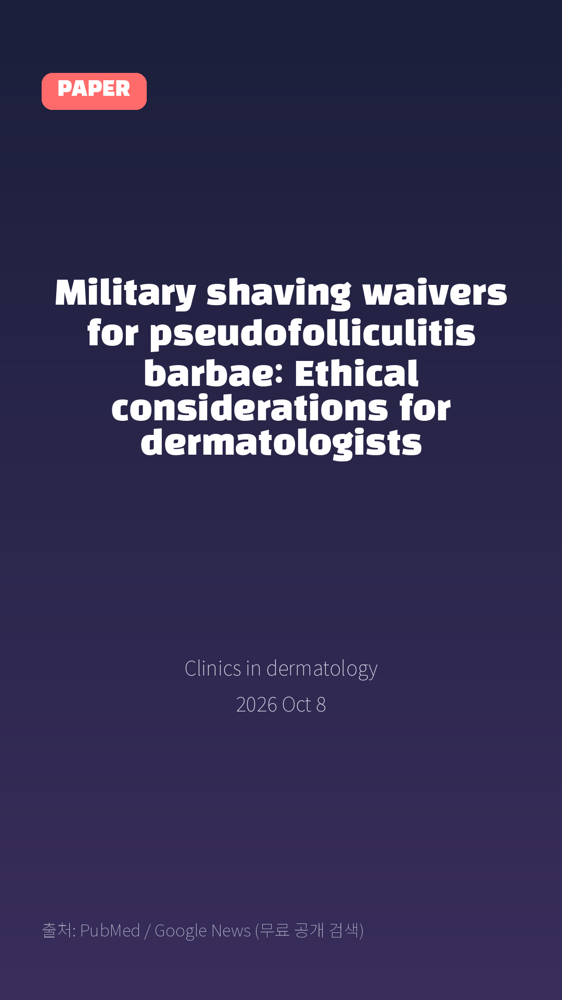 PAPER
Military shaving waivers
for pseudofolliculitis
barbae: Ethical
considerations for
dermatologists
Clinics in dermatology
2026 Oct 8
출처: PubMed / Google News (무료 공개 검색)